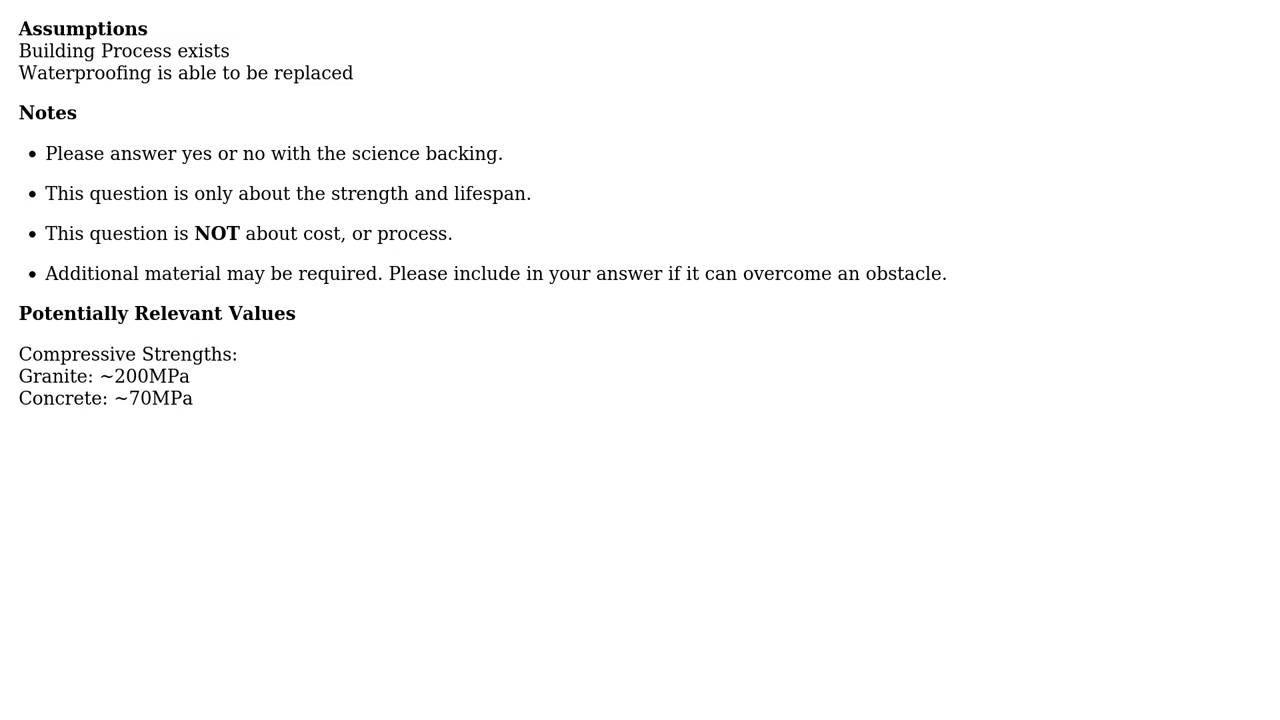 Assumptions
Building Process exists
Waterproofing is able to be replaced
Notes
• Please answer yes or no with the science backing.
• This question is only about the strength and lifespan.
• This question is NOT about cost, or process.
• Additional material may be required. Please include in your answer if it can overcome an obstacle.
Potentially Relevant Values
Compressive Strengths:
Granite: ~200MPa
Concrete: ~70MPa